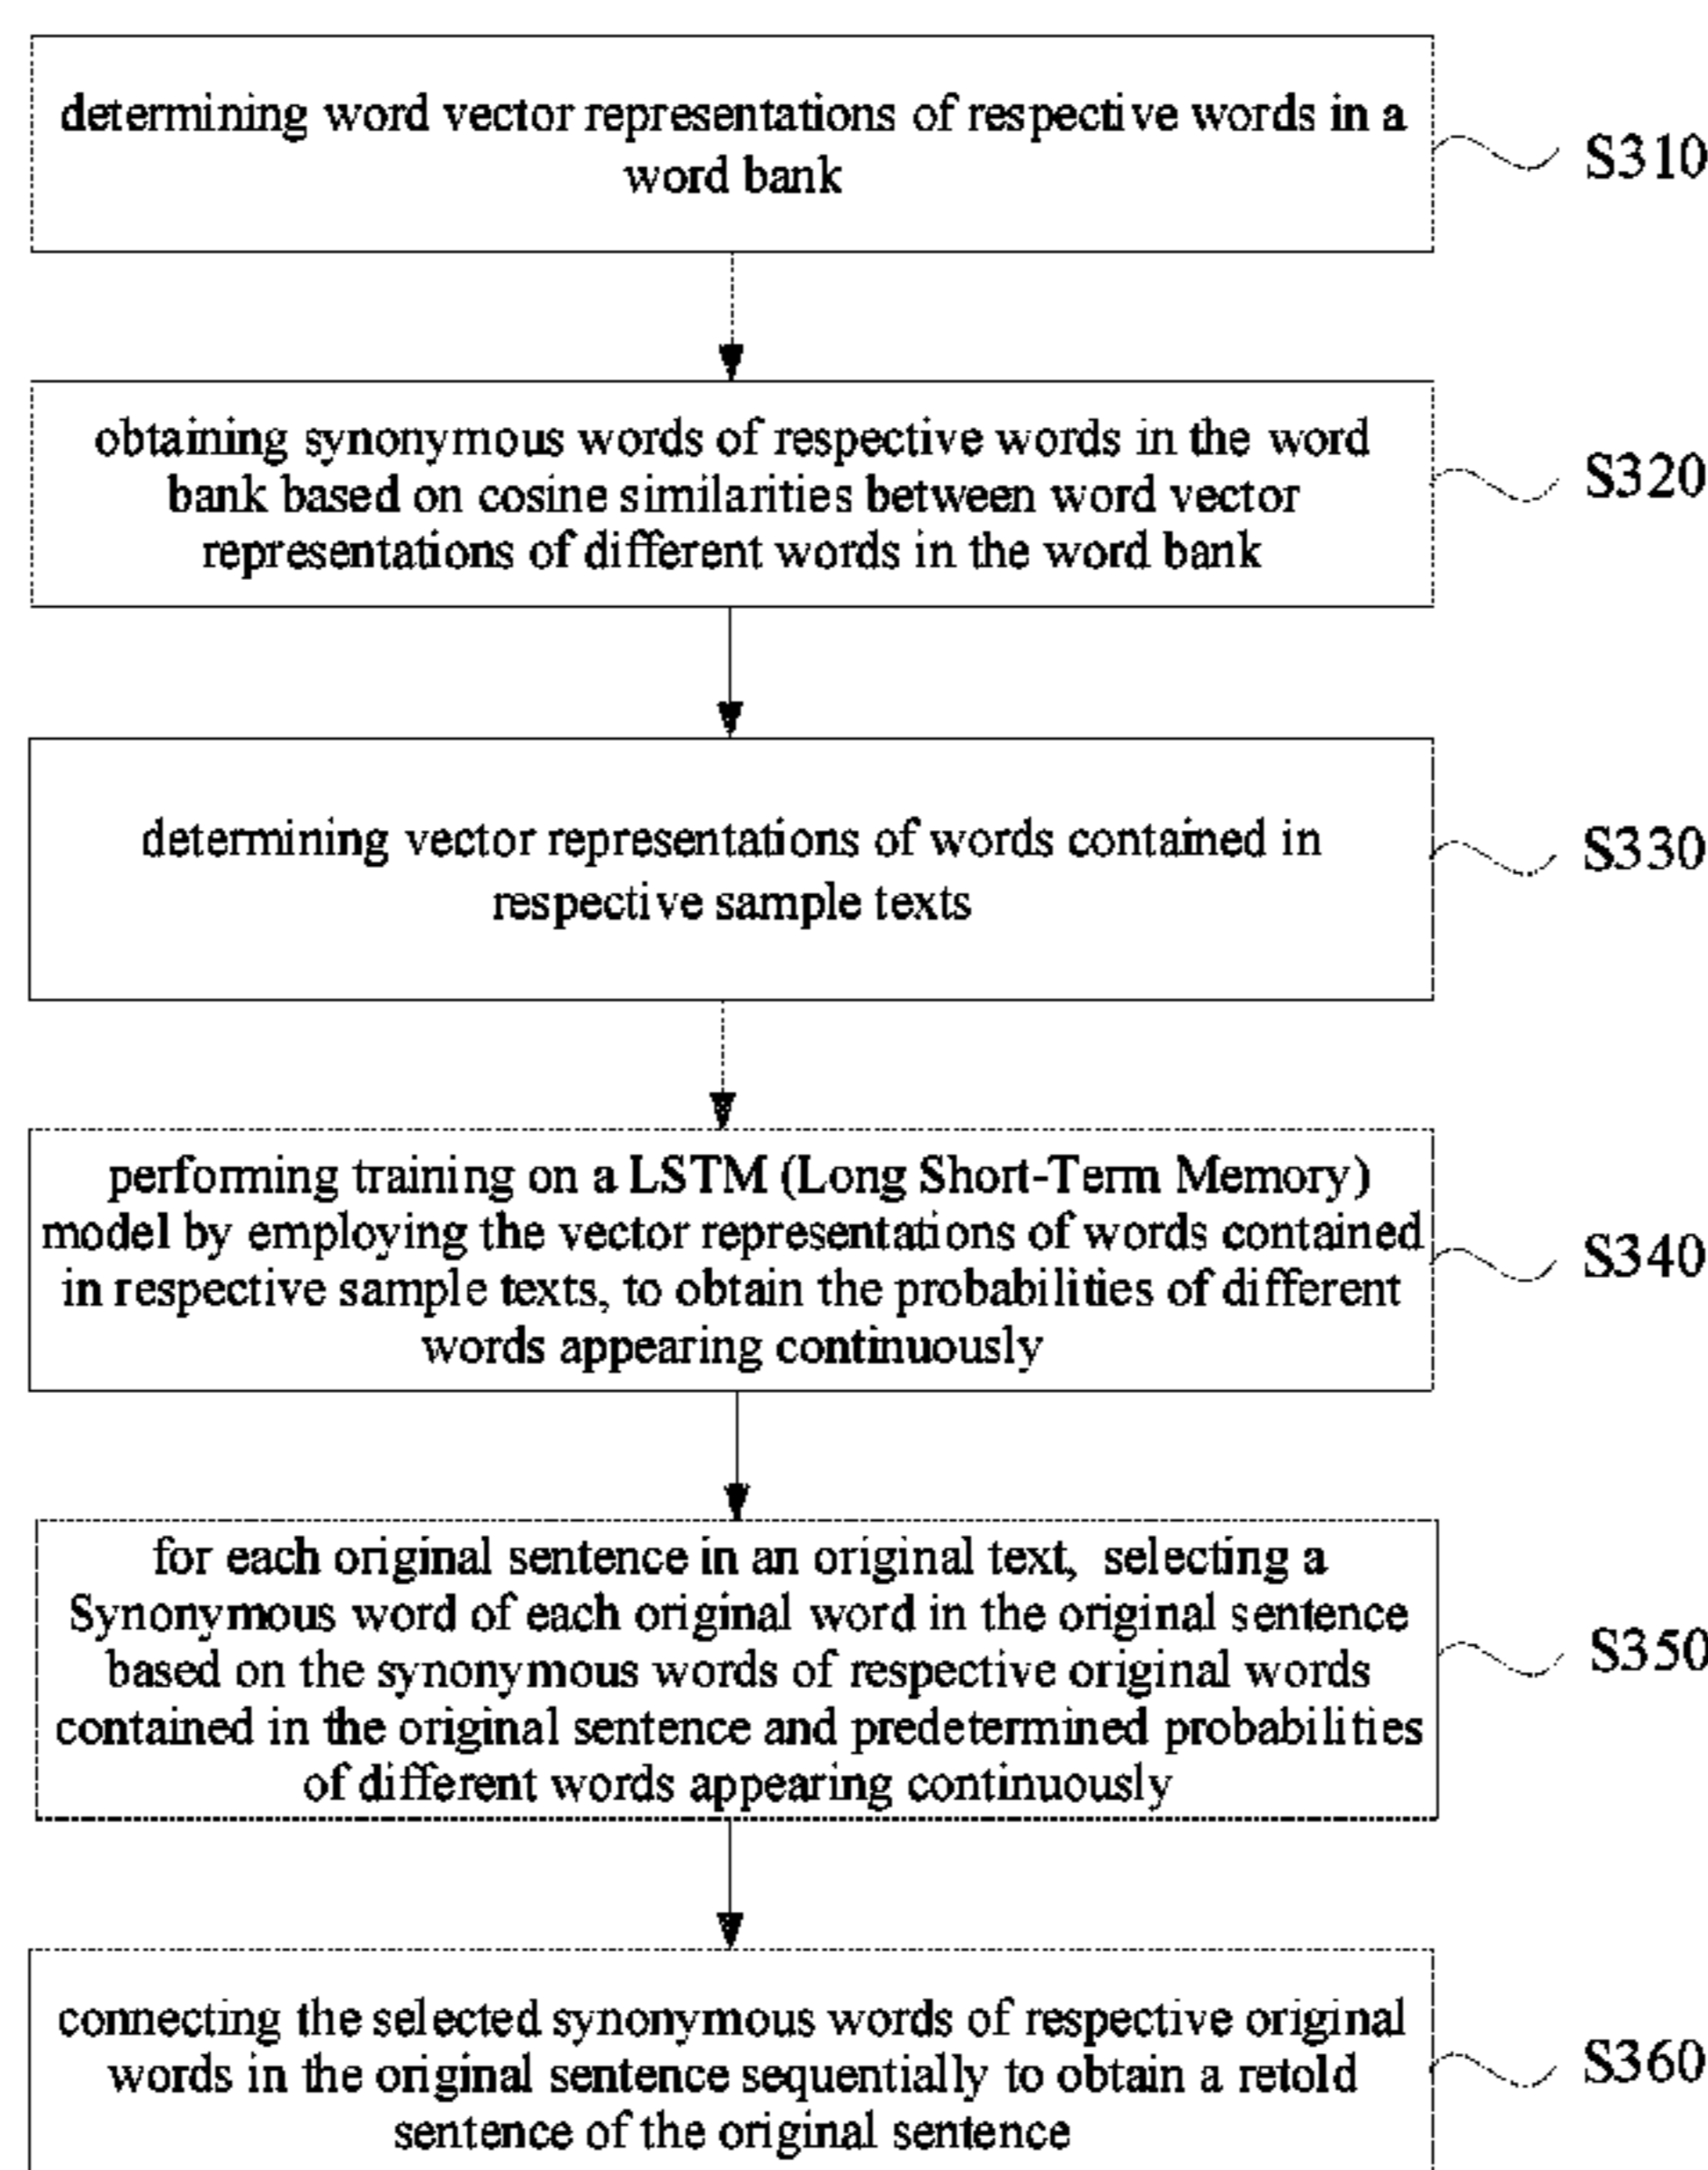 determining word vector representations of respective words in a
word bank
S310
obtaining synonymous words of respective words in the word
bank based on cosine similarities between word vector
representations of different words in the word bank
S320
determining vector representations of words contained in
respective sample texts
S330
performing training on a LSTM (Long Short-Term Memory)
model by employing the vector representations of words contained
in respective sample texts, to obtain the probabilities of different
words appearing continuously
S340
for each original sentence in an original text, selecting a
Synonymous word of each original word in the original sentence
based on the synonymous words of respective original words
contained in the original sentence and predetermined probabilities
of different words appearing continuously
S350
connecting the selected synonymous words of respective original
words in the original sentence sequentially to obtain a retold
sentence of the original sentence
S360